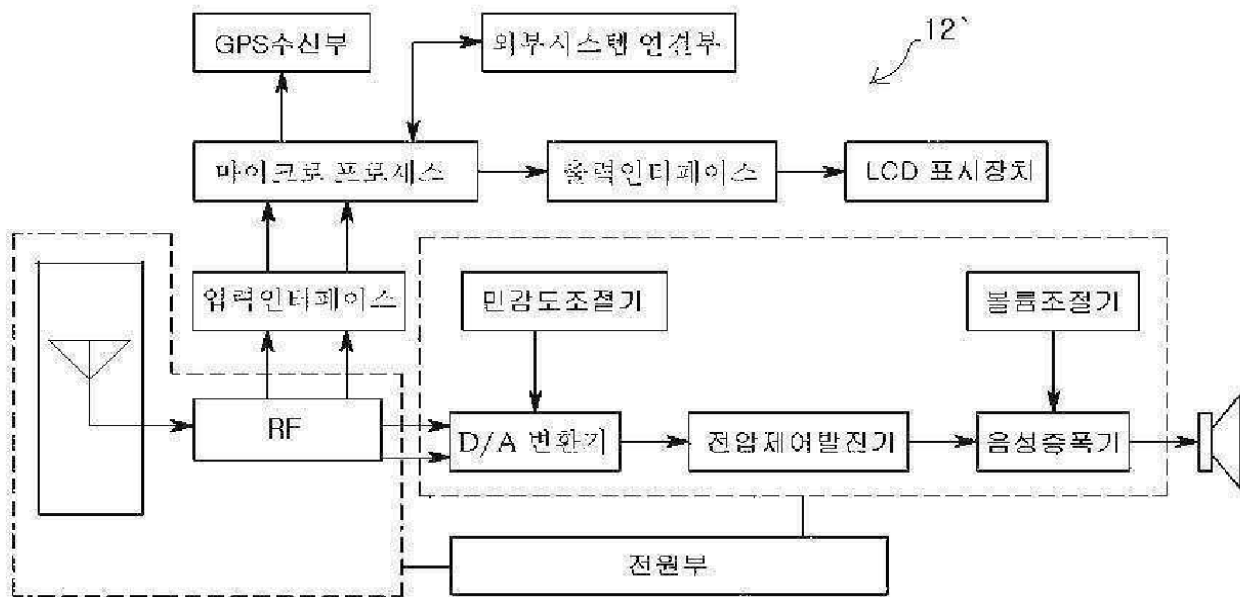 GPS수신부
외부시스템 연결부
12`
마이크로 프로세스
출력인터페이스
LCD 표시장치
입력인터페이스
민감도조절기
볼륨조절기
RF
D/A 변환기
전압제어발진기
음성증폭기
전원부